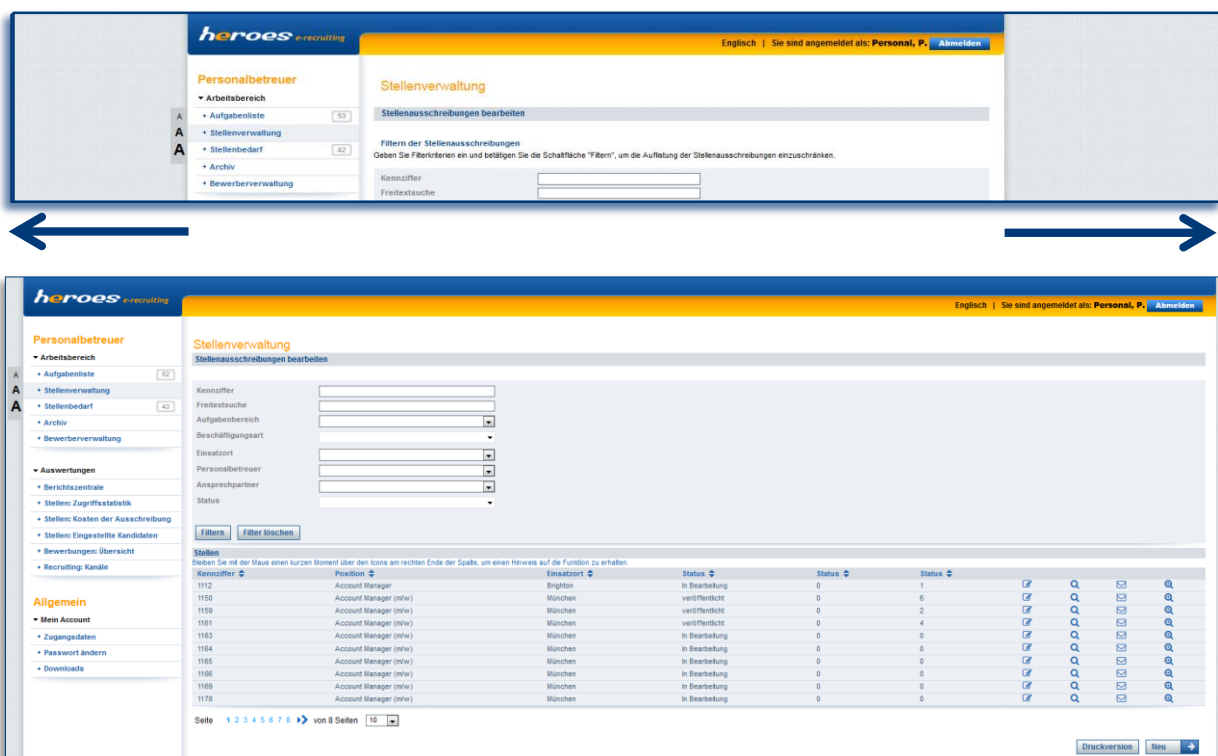 heroes e-recruiting
Englisch | Sie sind angemeldet als: Personal, P. Abmelden
Personalbetreuer
Arbeitsbereich
A
+ Aufgabenliste 53
A
+ Stellenverwaltung
A
+ Stellenbedarf 42
+ Archiv
+ Bewerberverwaltung
Stellenverwaltung
Stellenausschreibungen bearbeiten
Filtern der Stellenausschreibungen
Geben Sie Filterkriterien ein und betätigen Sie die Schaltfläche "Filtern", um die Auflistung der Stellenausschreibungen einzuschränken.
Kennziffer
Freitextsuche
heroes e-recruiting
Englisch | Sie sind angemeldet als: Personal, P. Abmelden
Personalbetreuer
Arbeitsbereich
A
+ Aufgabenliste 52
A
+ Stellenverwaltung
A
+ Stellenbedarf 43
+ Archiv
+ Bewerberverwaltung
Auswertungen
+ Berichtszentrale
+ Stellen: Zugriffsstatistik
+ Stellen: Kosten der Ausschreibung
+ Stellen: Eingestellte Kandidaten
+ Bewerbungen: Übersicht
+ Recruiting: Kanäle
Allgemein
Mein Account
+ Zugangsdaten
+ Passwort ändern
+ Downloads
Stellenverwaltung
Stellenausschreibungen bearbeiten
Kennziffer
Freitextsuche
Aufgabenbereich
Beschäftigungsart
Einsatzort
Personalbetreuer
Ansprechpartner
Status
Filtern Filter löschen
Stellen
Bleiben Sie mit der Maus einen kurzen Moment über den Icons am rechten Ende der Spalte, um einen Hinweis auf die Funktion zu erhalten.
Kennziffer Position Einsatzort Status Status Status
1112 Account Manager Brighton In Bearbeitung 0 1
1150 Account Manager (m/w) München veröffentlicht 0 6
1159 Account Manager (m/w) München veröffentlicht 0 2
1161 Account Manager (m/w) München veröffentlicht 0 4
1163 Account Manager (m/w) München In Bearbeitung 0 0
1164 Account Manager (m/w) München In Bearbeitung 0 0
1165 Account Manager (m/w) München In Bearbeitung 0 0
1166 Account Manager (m/w) München In Bearbeitung 0 0
1169 Account Manager (m/w) München In Bearbeitung 0 0
1178 Account Manager (m/w) München In Bearbeitung 0 0
Seite 1 2 3 4 5 6 7 8 von 8 Seiten 10
Druckversion Neu